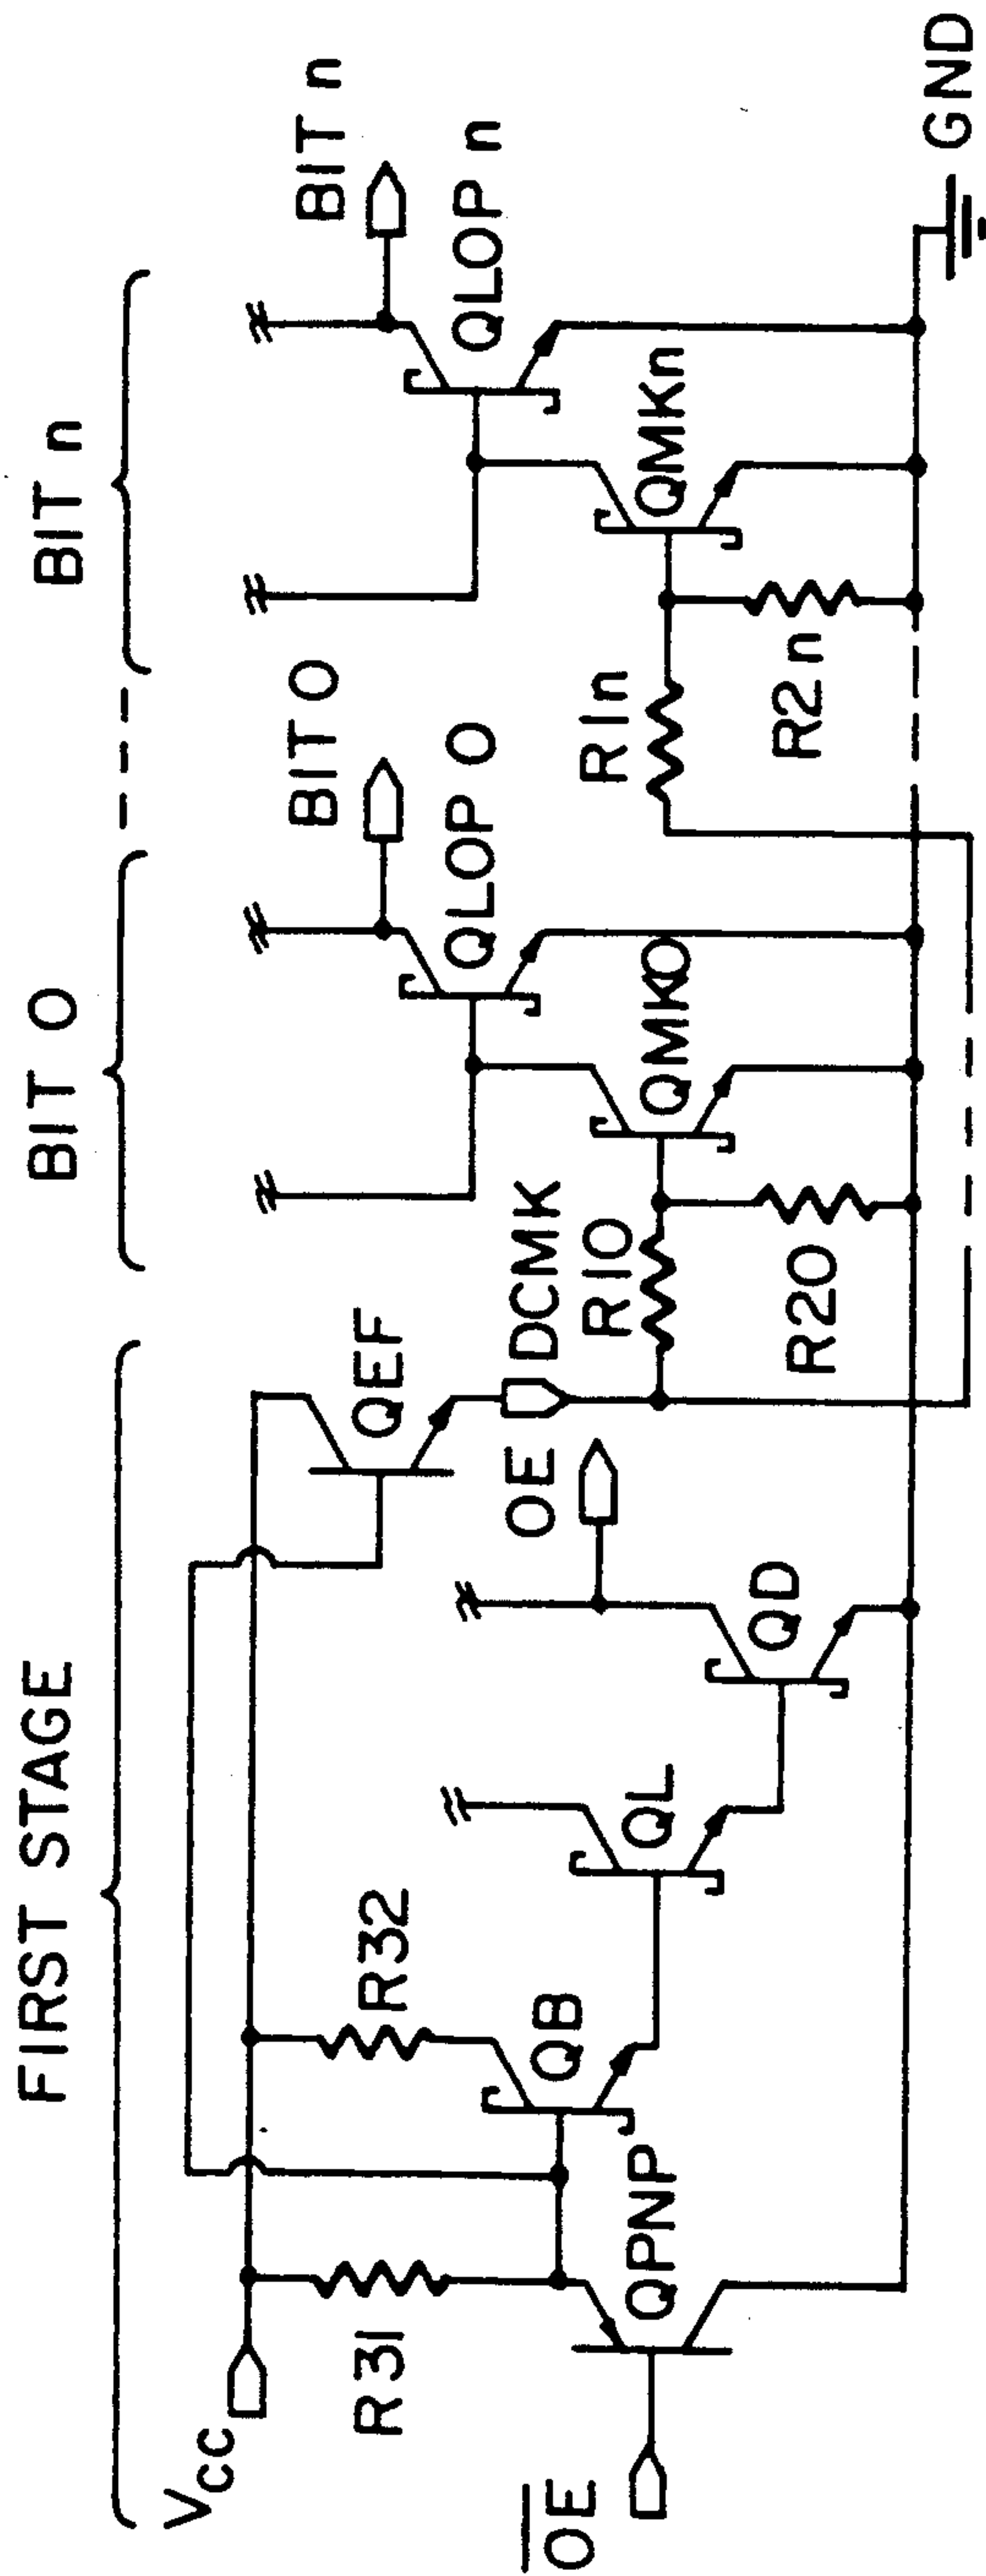 FIRST STAGE
BIT 0
BIT n
VCC
R31
R32
QEF
QB
QPNP
OE
QL
QD
OE
DCMK
R10
R20
QMK0
QLOP 0
BIT 0
R1n
R2n
QMKn
QLOP n
BIT n
GND